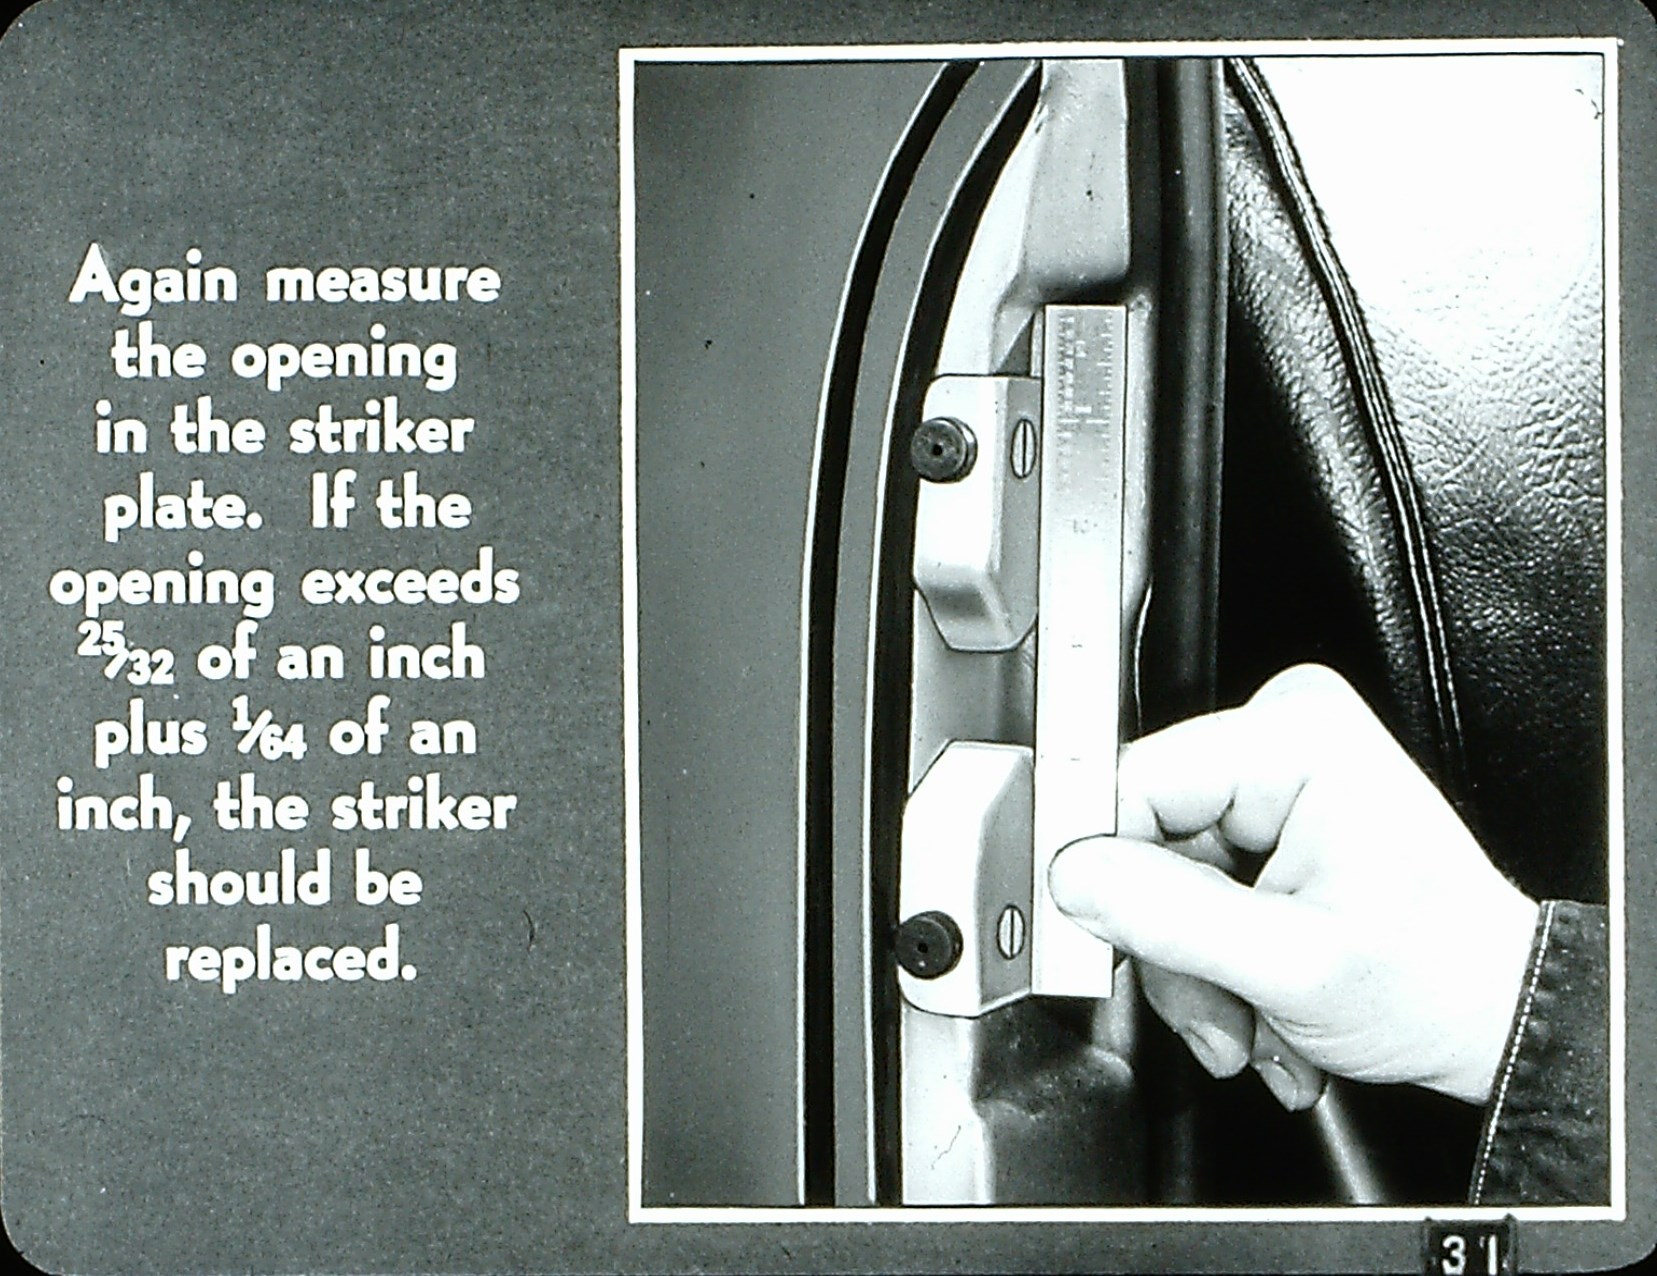 Again measure
the opening
in the striker
plate. If the
opening exceeds
25/32 of an inch
plus 1/64 of an
inch, the striker
should be
replaced.
31